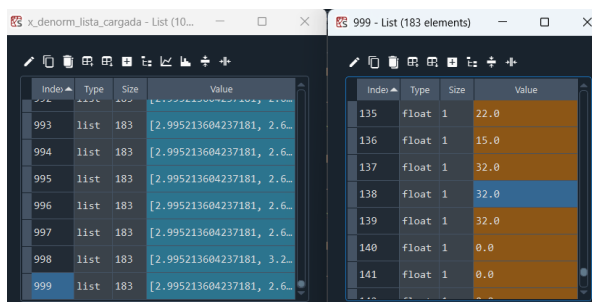 x_denorm_lista_cargada - List (10...
Index Type Size Value
993 list 183 [2.995213604237181, 2.6…
994 list 183 [2.995213604237181, 2.6…
995 list 183 [2.995213604237181, 2.6…
996 list 183 [2.995213604237181, 2.6…
997 list 183 [2.995213604237181, 2.6…
998 list 183 [2.995213604237181, 3.2…
999 list 183 [2.995213604237181, 2.6…
999 - List (183 elements)
Index Type Size Value
135 float 1 22.0
136 float 1 15.0
137 float 1 32.0
138 float 1 32.0
139 float 1 32.0
140 float 1 0.0
141 float 1 0.0